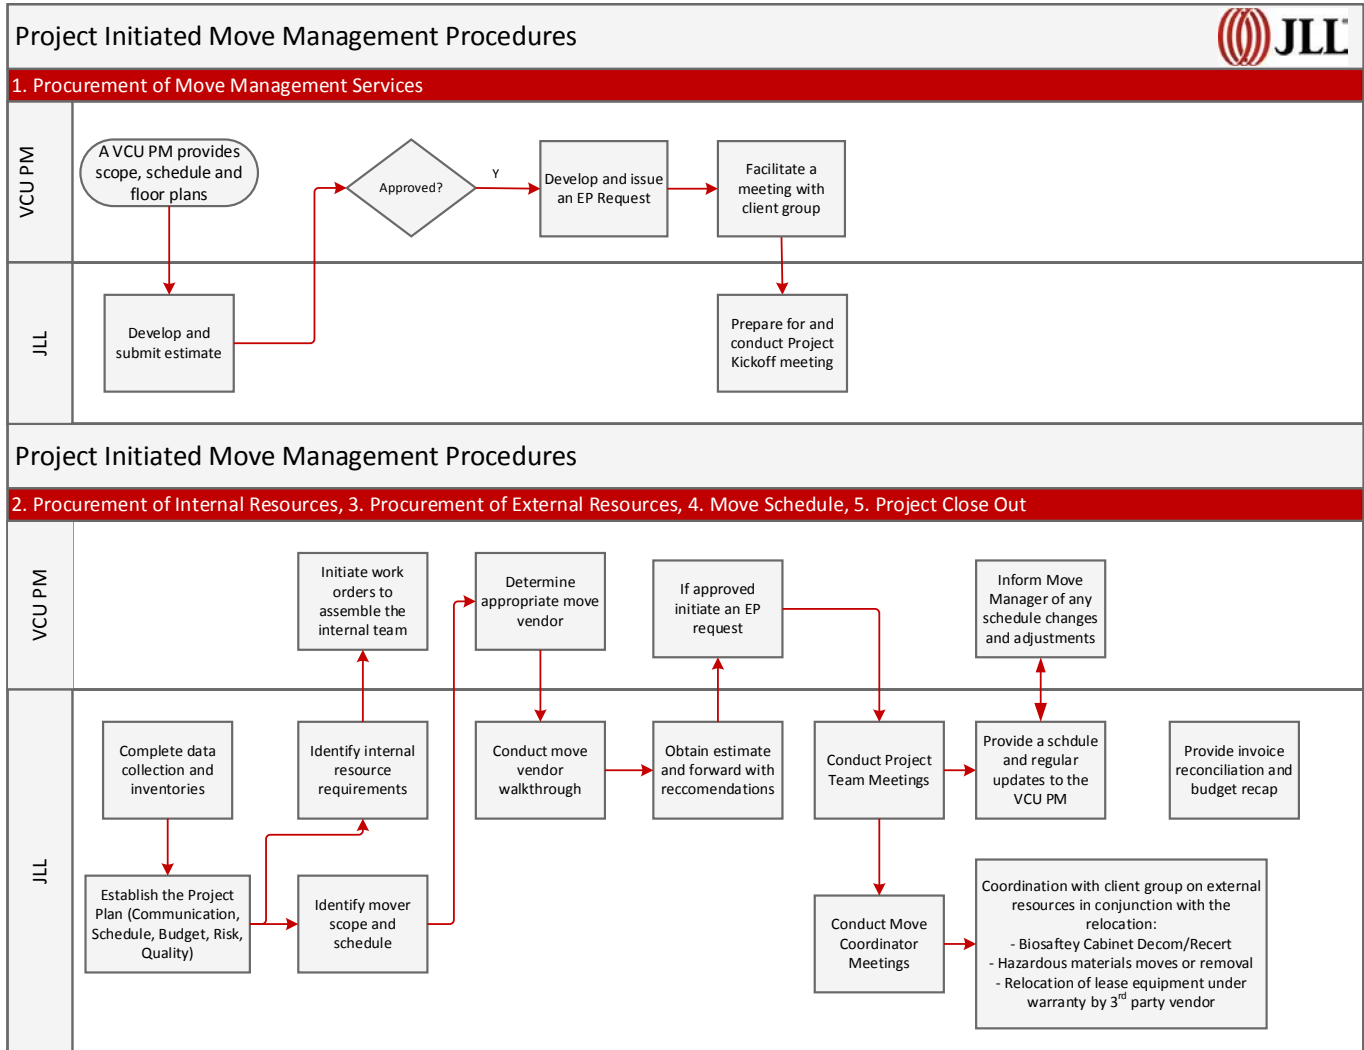 Project Initiated Move Management Procedures
JLL
1. Procurement of Move Management Services
VCU PM
A VCU PM provides
scope, schedule and
floor plans
Approved?
Y
Develop and issue
an EP Request
Facilitate a
meeting with
client group
JLL
Develop and
submit estimate
Prepare for and
conduct Project
Kickoff meeting
Project Initiated Move Management Procedures
2. Procurement of Internal Resources, 3. Procurement of External Resources, 4. Move Schedule, 5. Project Close Out
VCU PM
Initiate work
orders to
assemble the
internal team
Determine
appropriate move
vendor
If approved
initiate an EP
request
Inform Move
Manager of any
schedule changes
and adjustments
JLL
Complete data
collection and
inventories
Identify internal
resource
requirements
Conduct move
vendor
walkthrough
Obtain estimate
and forward with
reccomendations
Conduct Project
Team Meetings
Provide a schdule
and regular
updates to the
VCU PM
Provide invoice
reconciliation and
budget recap
Establish the Project
Plan (Communication,
Schedule, Budget, Risk,
Quality)
Identify mover
scope and
schedule
Conduct Move
Coordinator
Meetings
Coordination with client group on external
resources in conjunction with the
relocation:
- Biosaftey Cabinet Decom/Recert
- Hazardous materials moves or removal
- Relocation of lease equipment under
warranty by 3rd party vendor